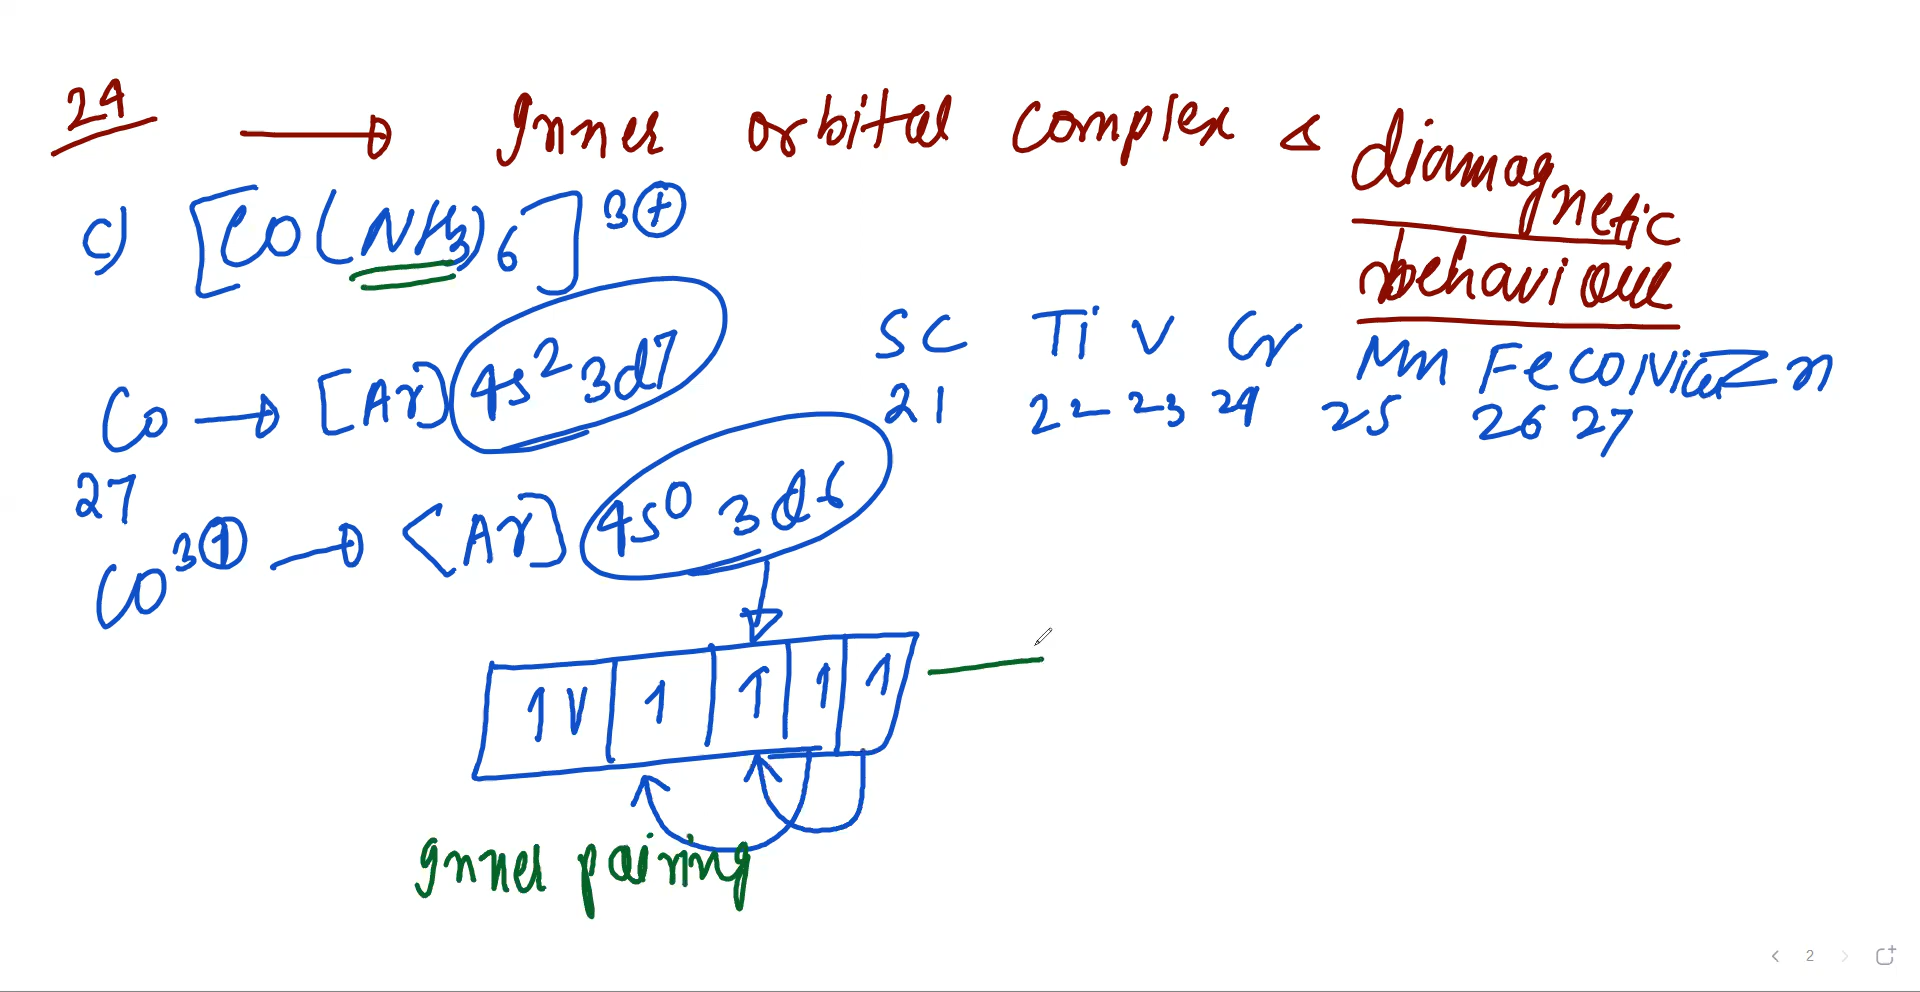 24 → Inner orbital complex & diamagnetic
behaviour
c) [Co(NH3)6]3+
Sc Ti V Cr Mn Fe Co Ni Cu Zn
21 22 23 24 25 26 27
Co → [Ar] 4s2 3d7
27
Co3+ → [Ar] 4s0 3d6
1 V 1 1 1 1
Inner pairing
2